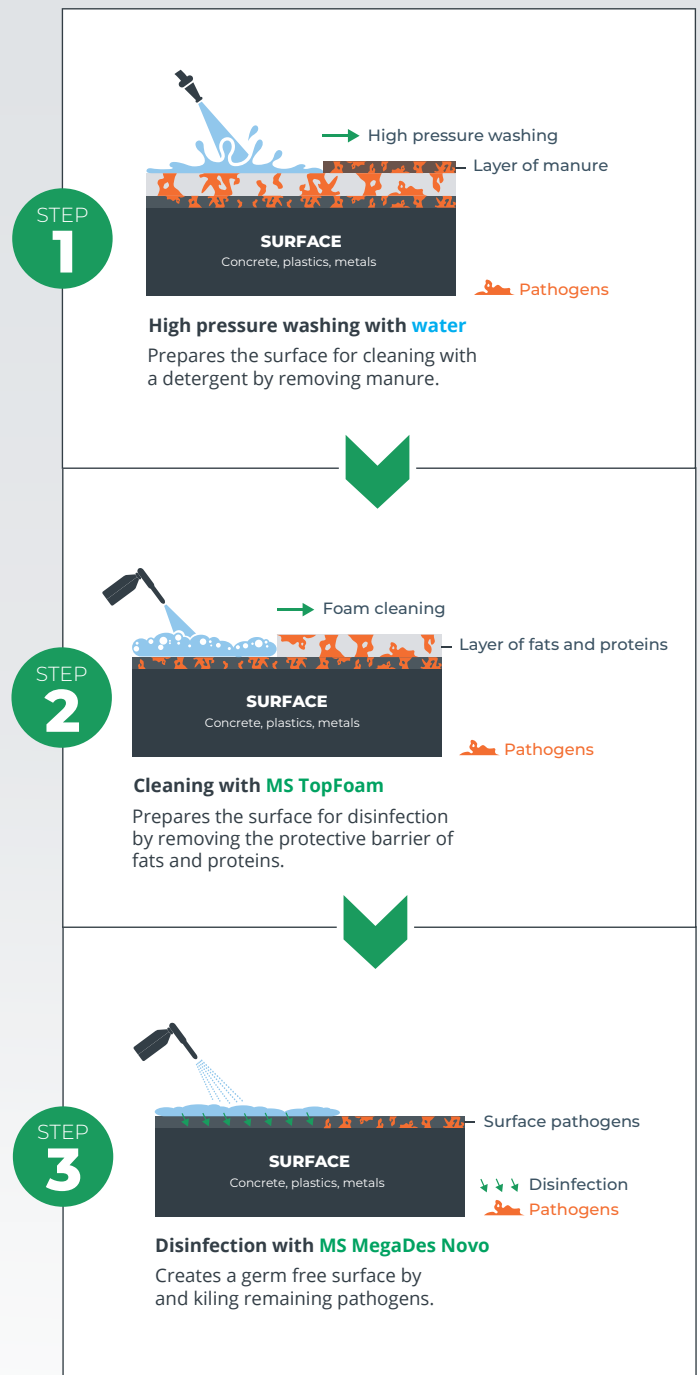 STEP
1
High pressure washing
Layer of manure
SURFACE
Concrete, plastics, metals
Pathogens
High pressure washing with water
Prepares the surface for cleaning with
a detergent by removing manure.
STEP
2
Foam cleaning
Layer of fats and proteins
SURFACE
Concrete, plastics, metals
Pathogens
Cleaning with MS TopFoam
Prepares the surface for disinfection
by removing the protective barrier of
fats and proteins.
STEP
3
Surface pathogens
SURFACE
Concrete, plastics, metals
Disinfection
Pathogens
Disinfection with MS MegaDes Novo
Creates a germ free surface by
and kiling remaining pathogens.